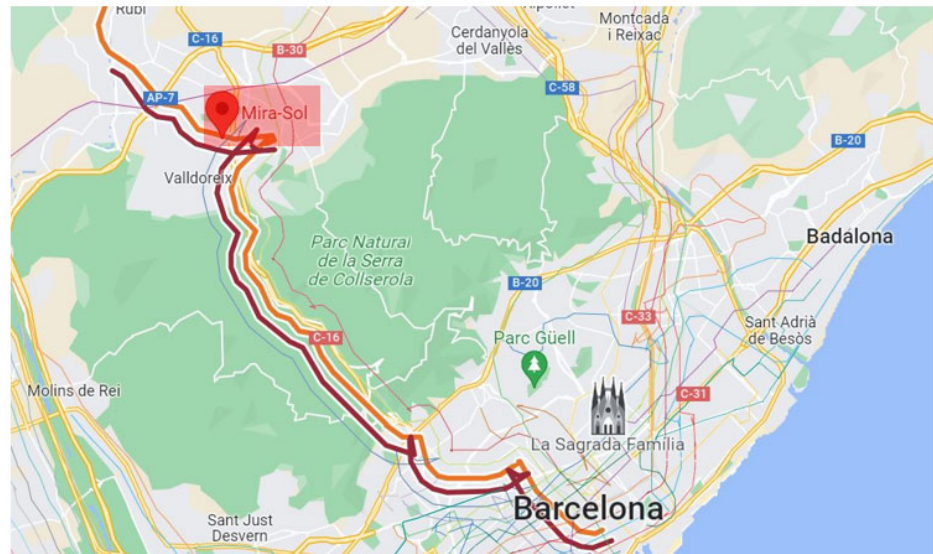 Rubí
C-16
B-30
Cerdanyola
del Vallès
Ripollet
Montcada
i Reixac
C-58
AP-7
Mira-Sol
B-20
Valldoreix
Parc Natural
de la Serra
de Collserola
Badalona
B-20
C-16
Parc Güell
C-33
Sant Adrià
de Besòs
Molins de Rei
C-31
La Sagrada Família
Barcelona
Sant Just
Desvern